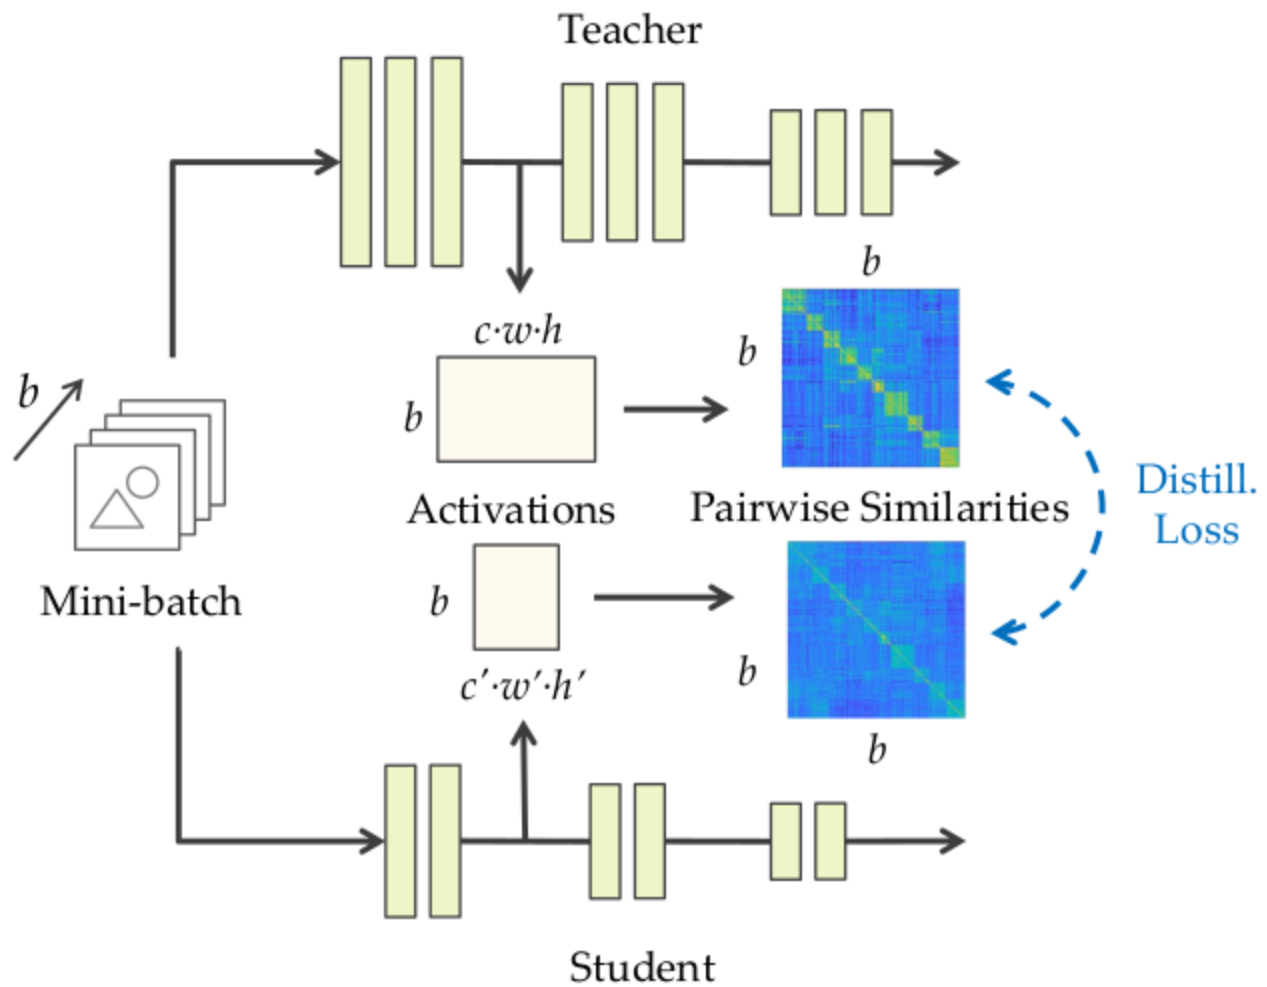 Teacher
b
c·w·h
b
b
b
Activations
Pairwise Similarities
Distill.
Loss
Mini-batch
b
c′·w′·h′
b
b
Student